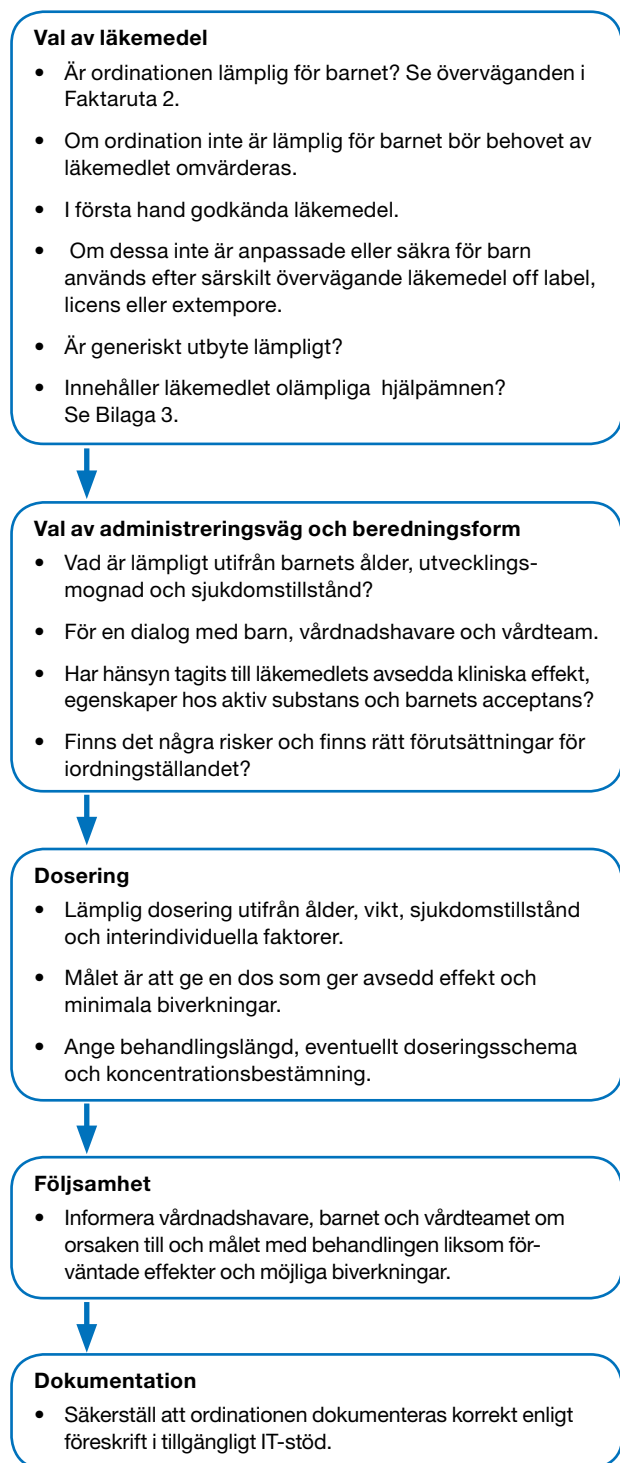 Val av läkemedel
• Är ordinationen lämplig för barnet? Se överväganden i
Faktaruta 2.
• Om ordination inte är lämplig för barnet bör behovet av
läkemedlet omvärderas.
• I första hand godkända läkemedel.
• Om dessa inte är anpassade eller säkra för barn
används efter särskilt övervägande läkemedel off label,
licens eller extempore.
• Är generiskt utbyte lämpligt?
• Innehåller läkemedlet olämpliga hjälpämnen?
Se Bilaga 3.
Val av administreringsväg och beredningsform
• Vad är lämpligt utifrån barnets ålder, utvecklings-
mognad och sjukdomstillstånd?
• För en dialog med barn, vårdnadshavare och vårdteam.
• Har hänsyn tagits till läkemedlets avsedda kliniska effekt,
egenskaper hos aktiv substans och barnets acceptans?
• Finns det några risker och finns rätt förutsättningar för
iordningställandet?
Dosering
• Lämplig dosering utifrån ålder, vikt, sjukdomstillstånd
och interindividuella faktorer.
• Målet är att ge en dos som ger avsedd effekt och
minimala biverkningar.
• Ange behandlingslängd, eventuellt doseringsschema
och koncentrationsbestämning.
Följsamhet
• Informera vårdnadshavare, barnet och vårdteamet om
orsaken till och målet med behandlingen liksom för-
väntade effekter och möjliga biverkningar.
Dokumentation
• Säkerställ att ordinationen dokumenteras korrekt enligt
föreskrift i tillgängligt IT-stöd.